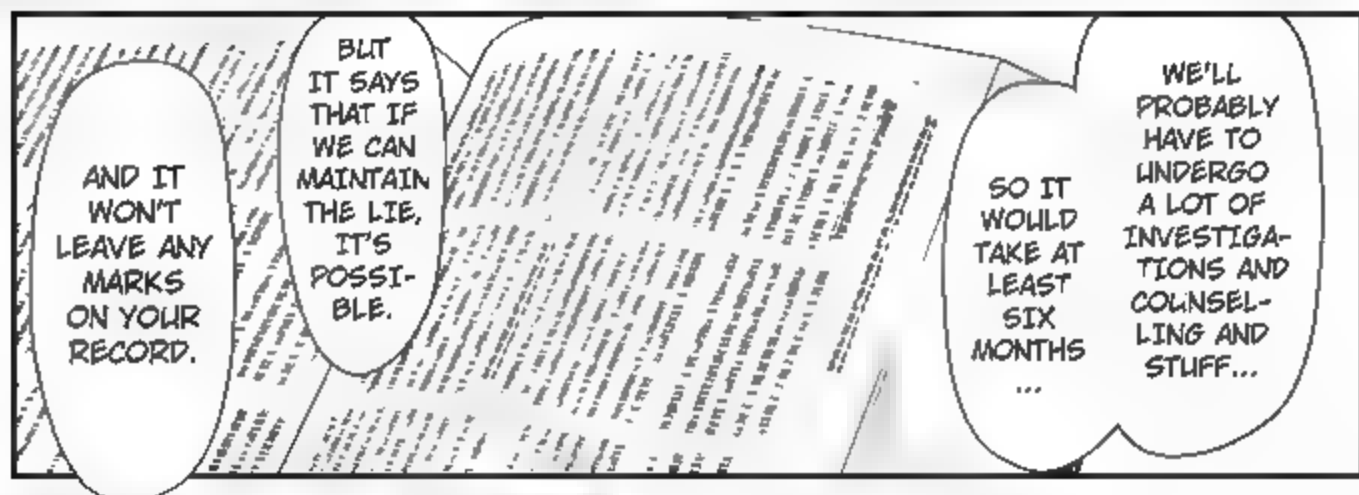 WE'LL
PROBABLY
HAVE TO
UNDERGO
A LOT OF
INVESTIGA-
TIONS AND
COUNSEL-
LING AND
STUFF...
SO IT
WOULD
TAKE AT
LEAST
SIX
MONTHS
...
BUT
IT SAYS
THAT IF
WE CAN
MAINTAIN
THE LIE,
IT'S
POSSI-
BLE.
AND IT
WON'T
LEAVE ANY
MARKS
ON YOUR
RECORD.